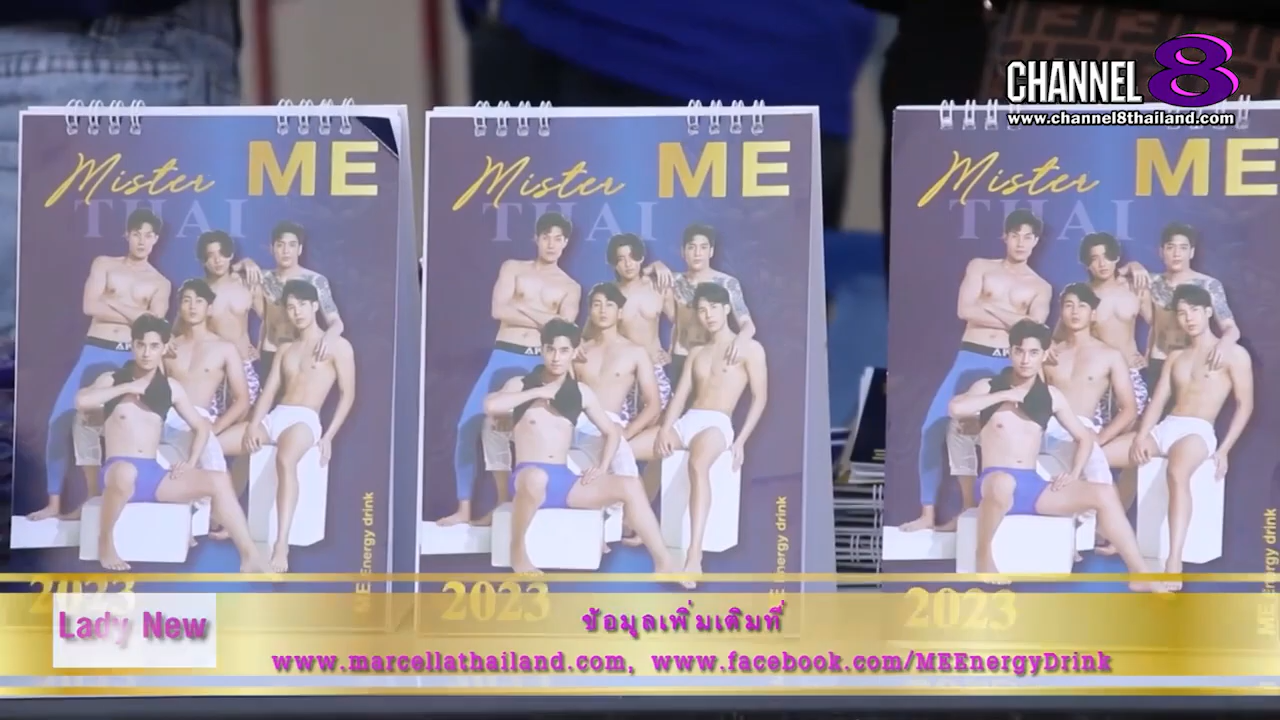 CHANNEL 8
www.channel8thailand.com
Mister ME
THAI
ME Energy drink
2023
Mister ME
THAI
ME Energy drink
2023
Mister ME
THAI
ME Energy drink
2023
Lady New
ข้อมูลเพิ่มเติมที่
www.marcellathailand.com, www.facebook.com/MEEnergyDrink